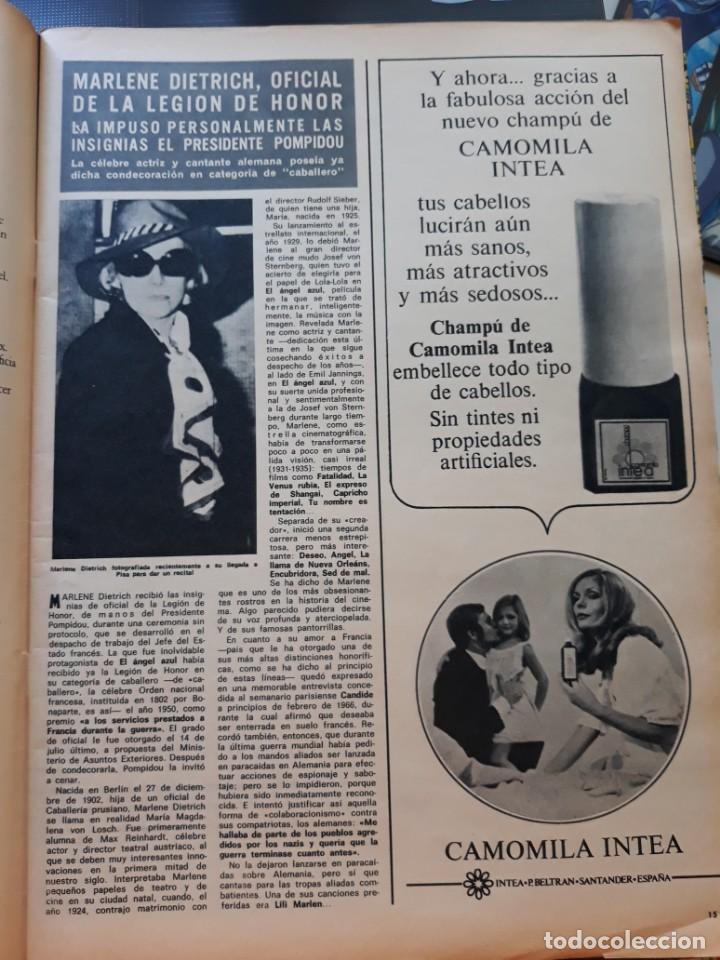 MARLENE DIETRICH, OFICIAL
DE LA LEGION DE HONOR
LA IMPUSO PERSONALMENTE LAS
INSIGNIAS EL PRESIDENTE POMPIDOU
La célebre actriz y cantante alemana poseía ya
dicha condecoración en categoría de "caballero"
Marlene Dietrich fotografiada recientemente a su llegada a
Pisa para dar un recital
MARLENE Dietrich recibió las insig-
nias de oficial de la Legión de
Honor, de manos del Presidente
Pompidou, durante una ceremonia sin
protocolo, que se desarrolló en el
despacho de trabajo del Jefe del Es-
tado francés. La que fue inolvidable
protagonista de El ángel azul había
recibido ya la Legión de Honor en
su categoría de caballero —de «ca-
ballero», la célebre Orden nacional
francesa, instituida en 1802 por Bo-
naparte, es así— el año 1950, como
premio «a los servicios prestados a
Francia durante la guerra». El grado
de oficial le fue otorgado el 14 de
julio último, a propuesta del Minis-
terio de Asuntos Exteriores. Después
de condecorarla, Pompidou la invitó
a cenar.
Nacida en Berlín el 27 de diciem-
bre de 1902, hija de un oficial de
Caballería prusiano, Marlene Dietrich
se llama en realidad María Magda-
lena von Losch. Fue primeramente
alumna de Max Reinhardt, célebre
actor y director teatral austriaco, al
que se deben muy interesantes inno-
vaciones en la primera mitad de
nuestro siglo. Interpretaba Marlene
pequeños papeles de teatro y de
cine en su ciudad natal, cuando, el
año 1924, contrajo matrimonio con
el director Rudolf Sieber,
de quien tiene una hija,
María, nacida en 1925.
Su lanzamiento al es-
trellato internacional, el
año 1929, lo debió Mar-
lene al gran director
de cine mudo Josef von
Sternberg, quien tuvo el
acierto de elegirla para
el papel de Lola-Lola en
El ángel azul, película
en la que se trató de
hermanar, inteligente-
mente, la música con la
imagen. Revelada Marle-
ne como actriz y cantan-
te —dedicación esta úl-
tima en la que sigue
cosechando éxitos a
despecho de los años—,
al lado de Emil Jannings,
en El ángel azul, y con
su suerte unida profesio-
nal y sentimentalmente
a la de Josef von Stern-
berg durante largo tiem-
po, Marlene, como es-
trella cinematográfica,
había de transformarse
poco a poco en una pá-
lida visión, casi irreal
(1931-1935): tiempos de
films como Fatalidad, La
Venus rubia, El expreso
de Shangai, Capricho
imperial, Tu nombre es
tentación...
Separada de su «crea-
dor», inició una segunda
carrera menos estrepi-
tosa, pero más intere-
sante: Deseo, Angel, La
llama de Nueva Orleáns,
Encubridora, Sed de mal.
Se ha dicho de Marlene
que es uno de los más obsesionan-
tes rostros en la historia del cine-
ma. Algo parecido pudiera decirse
de su voz profunda y aterciopelada.
Y de sus famosas pantorrillas.
En cuanto a su amor a Francia
—país que le ha otorgado una de
sus más altas distinciones honorífi-
cas, como se ha dicho al principio
de estas líneas— quedó expresado
en una memorable entrevista conce-
dida al semanario parisiense Candide
a principios de febrero de 1966, du-
rante la cual afirmó que deseaba
ser enterrada en suelo francés. Re-
cordó también, entonces, que durante
la última guerra mundial había pedi-
do a los mandos aliados ser lanzada
en paracaídas en Alemania para efec-
tuar acciones de espionaje y sabo-
taje; pero se lo impidieron, porque
hubiera sido inmediatamente recono-
cida. E intentó justificar así aquella
forma de «colaboracionismo» contra
sus compatriotas, los alemanes: «Me
hallaba de parte de los pueblos agre-
didos por los nazis y quería que la
guerra terminase cuanto antes».
No la dejaron lanzarse en paracaí-
das sobre Alemania, pero sí que
cantase para las tropas aliadas com-
batientes. Una de sus canciones pre-
feridas era Lili Marlen...
Y ahora... gracias a
la fabulosa acción del
nuevo champú de
CAMOMILA
INTEA
tus cabellos
lucirán aún
más sanos,
más atractivos
y más sedosos...
Champú de
Camomila Intea
embellece todo tipo
de cabellos.
Sin tintes ni
propiedades
artificiales.
intea
CAMOMILA INTEA
INTEA·P.BELTRAN·SANTANDER·ESPAÑA
15
todocoleccion